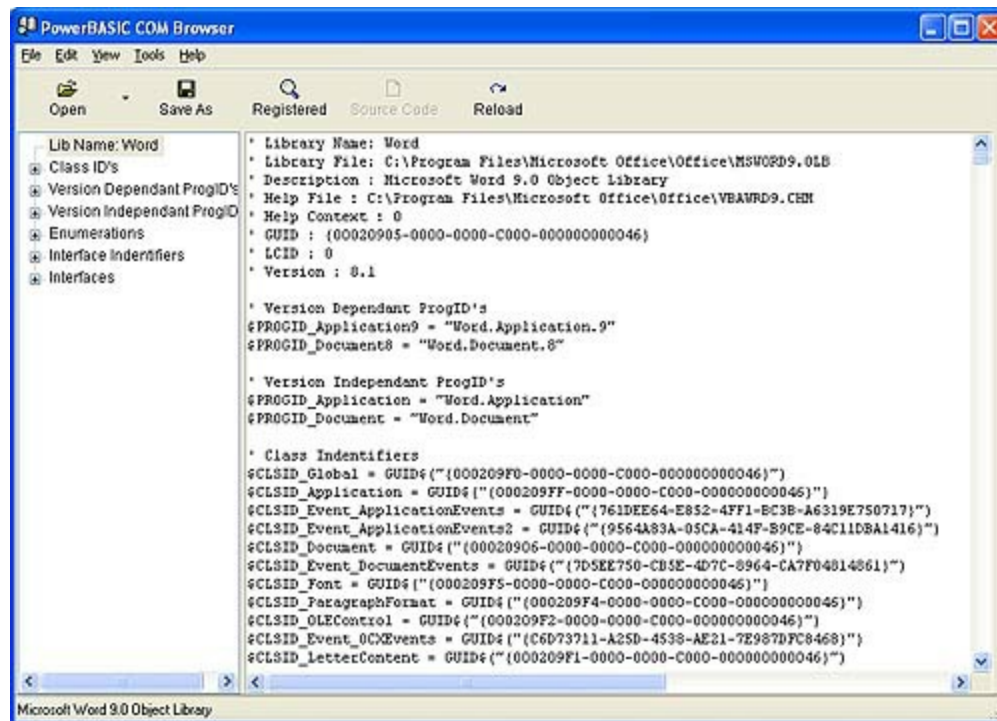 PowerBASIC COM Browser
File Edit View Tools Help
Open Save As Registered Source Code Reload
Lib Name: Word
Class ID's
Version Dependant ProgID's
Version Independant ProgID
Enumerations
Interface Indentifiers
Interfaces
' Library Name: Word
' Library File: C:\Program Files\Microsoft Office\Office\MSWORD9.OLB
' Description : Microsoft Word 9.0 Object Library
' Help File : C:\Program Files\Microsoft Office\Office\VBAWRD9.CHM
' Help Context : 0
' GUID : {00020905-0000-0000-C000-000000000046}
' LCID : 0
' Version : 8.1
' Version Dependant ProgID's
$PROGID_Application9 = "Word.Application.9"
$PROGID_Document8 = "Word.Document.8"
' Version Independant ProgID's
$PROGID_Application = "Word.Application"
$PROGID_Document = "Word.Document"
' Class Indentifiers
$CLSID_Global = GUID$("{000209F0-0000-0000-C000-000000000046}")
$CLSID_Application = GUID$("{000209FF-0000-0000-C000-000000000046}")
$CLSID_Event_ApplicationEvents = GUID$("{761DEE64-E852-4FF1-BC3B-A6319E750717}")
$CLSID_Event_ApplicationEvents2 = GUID$("{9564A83A-05CA-414F-B9CE-84C11DBA1416}")
$CLSID_Document = GUID$("{00020906-0000-0000-C000-000000000046}")
$CLSID_Event_DocumentEvents = GUID$("{7D5EE750-CB5E-4D7C-8964-CA7F04814861}")
$CLSID_Font = GUID$("{000209F5-0000-0000-C000-000000000046}")
$CLSID_ParagraphFormat = GUID$("{000209F4-0000-0000-C000-000000000046}")
$CLSID_OLEControl = GUID$("{000209F2-0000-0000-C000-000000000046}")
$CLSID_Event_OCXEvents = GUID$("{C6D73711-A25D-4538-AE21-7E987DFC8468}")
$CLSID_LetterContent = GUID$("{000209F1-0000-0000-C000-000000000046}")
Microsoft Word 9.0 Object Library